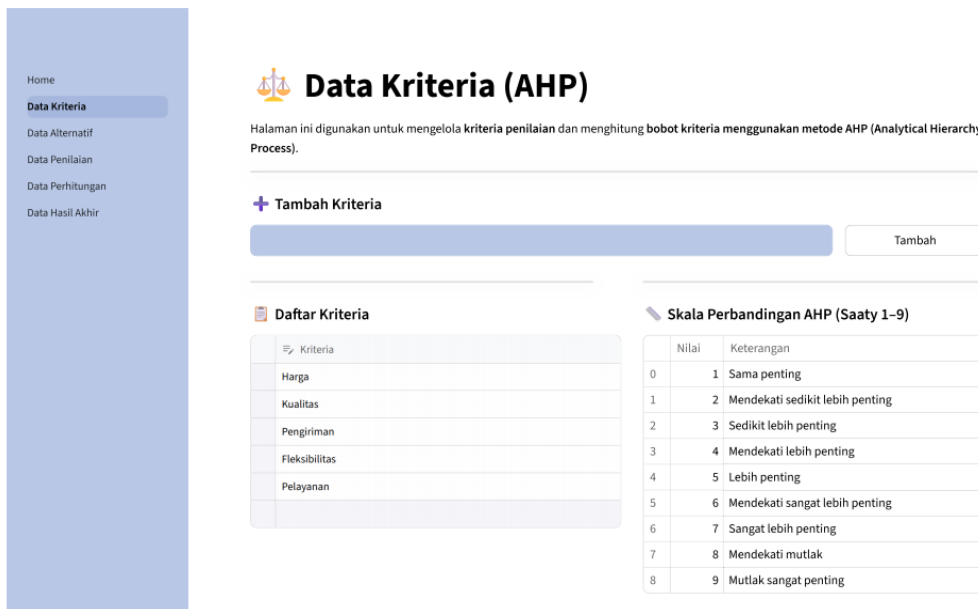 Home
Data Kriteria
Data Alternatif
Data Penilaian
Data Perhitungan
Data Hasil Akhir
Data Kriteria (AHP)
Halaman ini digunakan untuk mengelola kriteria penilaian dan menghitung bobot kriteria menggunakan metode AHP (Analytical Hierarchy
Process).
Tambah Kriteria
Tambah
Daftar Kriteria
Kriteria
Harga
Kualitas
Pengiriman
Fleksibilitas
Pelayanan
Skala Perbandingan AHP (Saaty 1–9)
Nilai Keterangan
0 1 Sama penting
1 2 Mendekati sedikit lebih penting
2 3 Sedikit lebih penting
3 4 Mendekati lebih penting
4 5 Lebih penting
5 6 Mendekati sangat lebih penting
6 7 Sangat lebih penting
7 8 Mendekati mutlak
8 9 Mutlak sangat penting